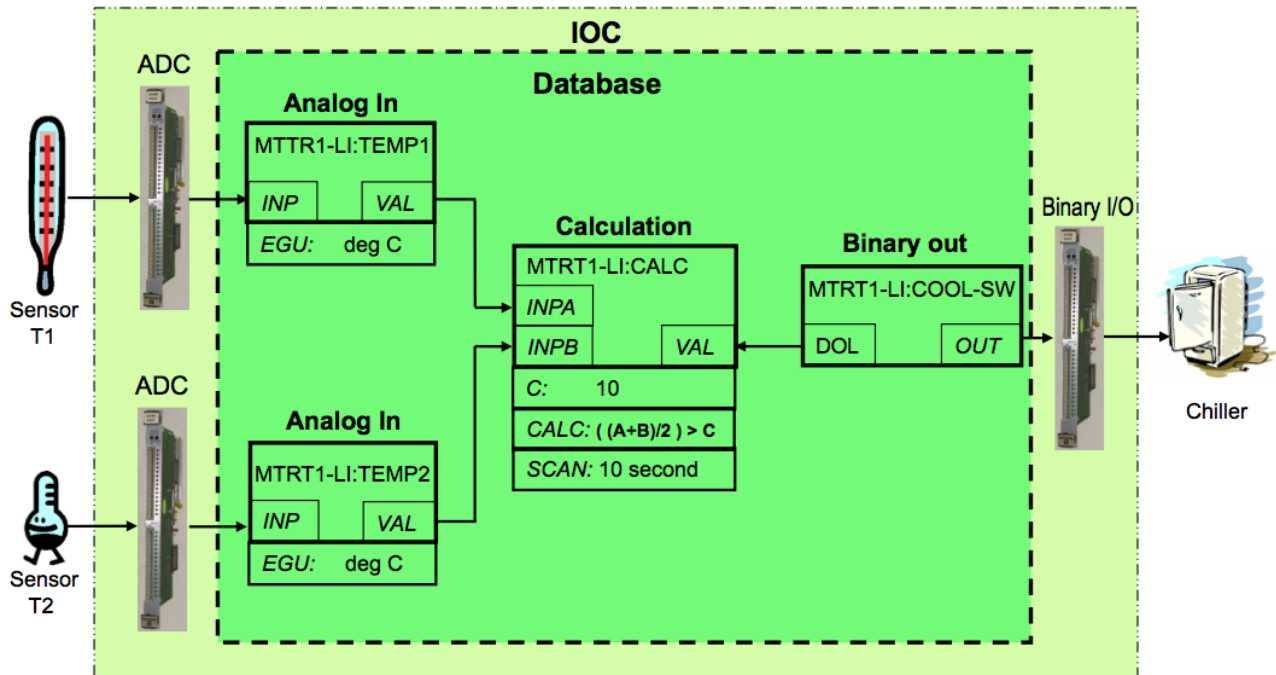 IOC
ADC
Database
Analog In
MTTR1-LI:TEMP1
INP
VAL
EGU: deg C
Sensor
T1
Calculation
MTRT1-LI:CALC
INPA
INPB
VAL
C: 10
CALC: ( (A+B)/2 ) > C
SCAN: 10 second
Binary out
MTRT1-LI:COOL-SW
DOL
OUT
Binary I/O
Chiller
ADC
Analog In
MTRT1-LI:TEMP2
INP
VAL
EGU: deg C
Sensor
T2